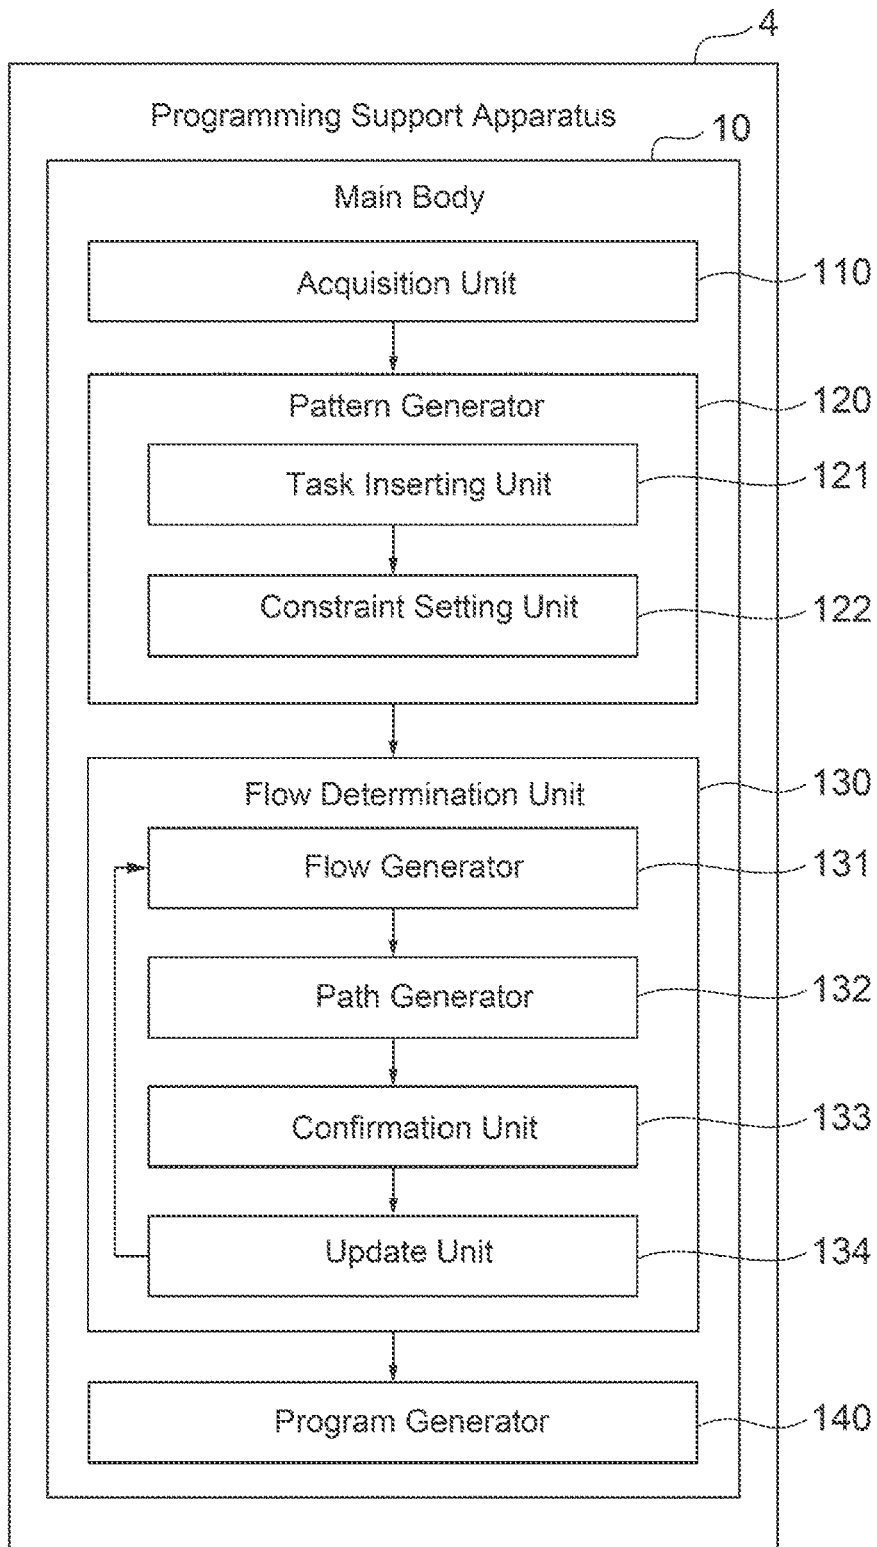 4
Programming Support Apparatus
10
Main Body
Acquisition Unit
110
Pattern Generator
120
Task Inserting Unit
121
Constraint Setting Unit
122
Flow Determination Unit
130
Flow Generator
131
Path Generator
132
Confirmation Unit
133
Update Unit
134
Program Generator
140